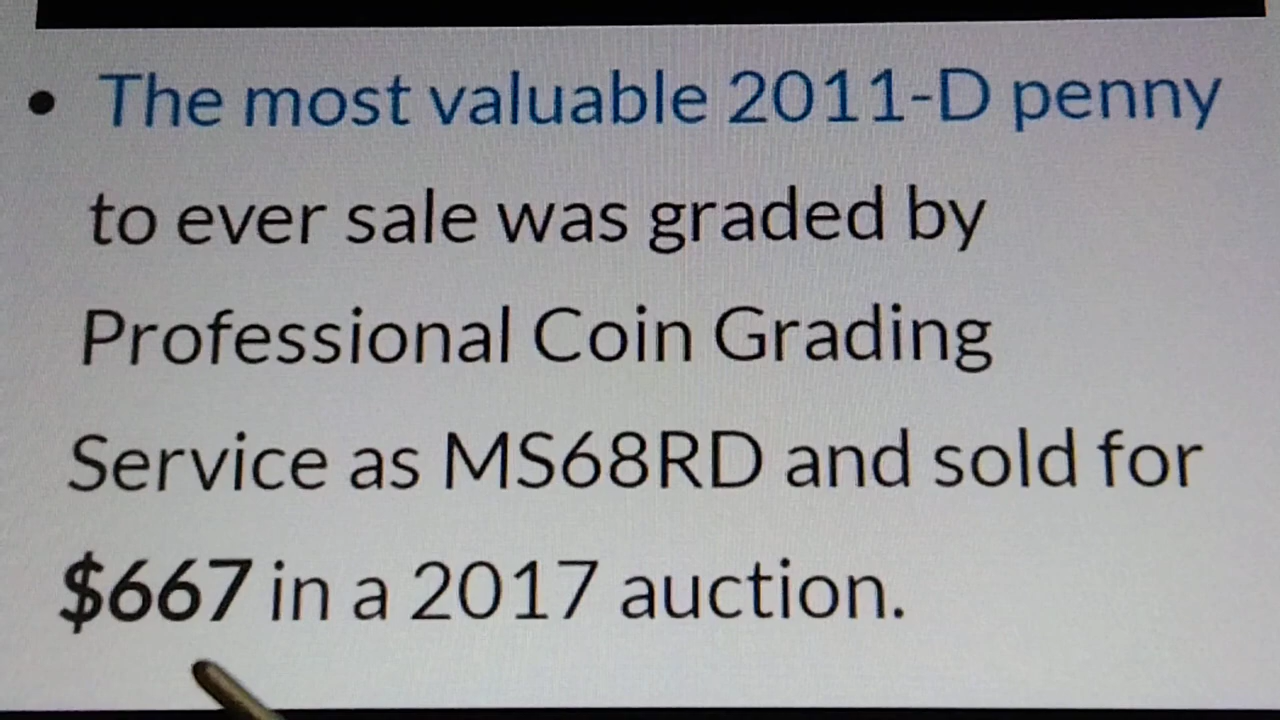 • The most valuable 2011-D penny
to ever sale was graded by
Professional Coin Grading
Service as MS68RD and sold for
$667 in a 2017 auction.